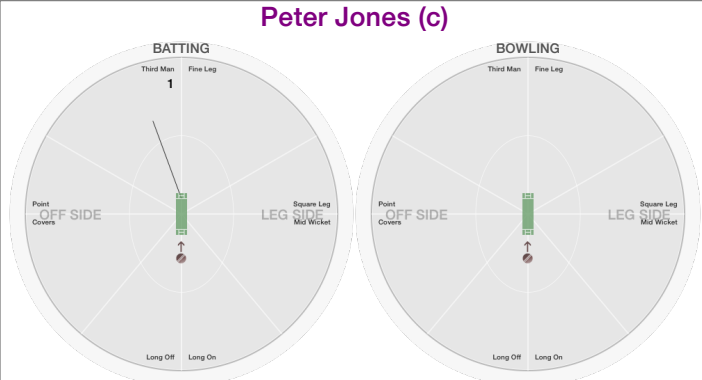 Peter Jones (c)
BATTING
Third Man
Fine Leg
1
Point
OFF SIDE
Covers
Square Leg
LEG SIDE
Mid Wicket
Long Off
Long On
BOWLING
Third Man
Fine Leg
Point
OFF SIDE
Covers
Square Leg
LEG SIDE
Mid Wicket
Long Off
Long On